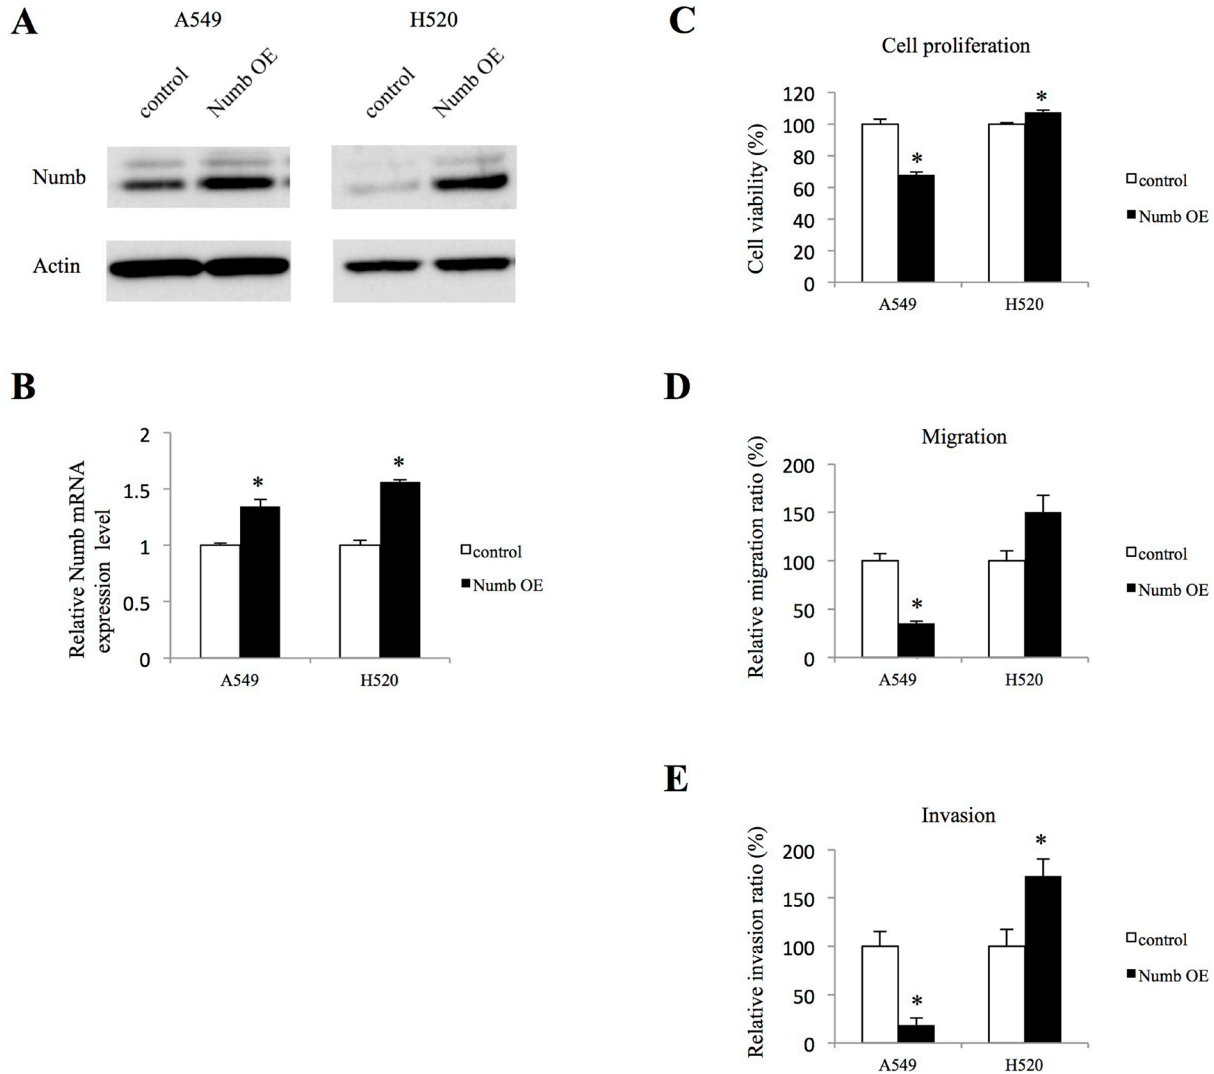 A
A549
H520
control
Numb OE
control
Numb OE
Numb
Actin
B
Relative Numb mRNA
expression level
2
1.5
1
0.5
0
*
*
A549
H520
control
Numb OE
C
Cell proliferation
Cell viability (%)
120
100
80
60
40
20
0
*
*
A549
H520
control
Numb OE
D
Migration
Relative migration ratio (%)
200
150
100
50
0
*
A549
H520
control
Numb OE
E
Invasion
Relative invasion ratio (%)
200
150
100
50
0
*
*
A549
H520
control
Numb OE